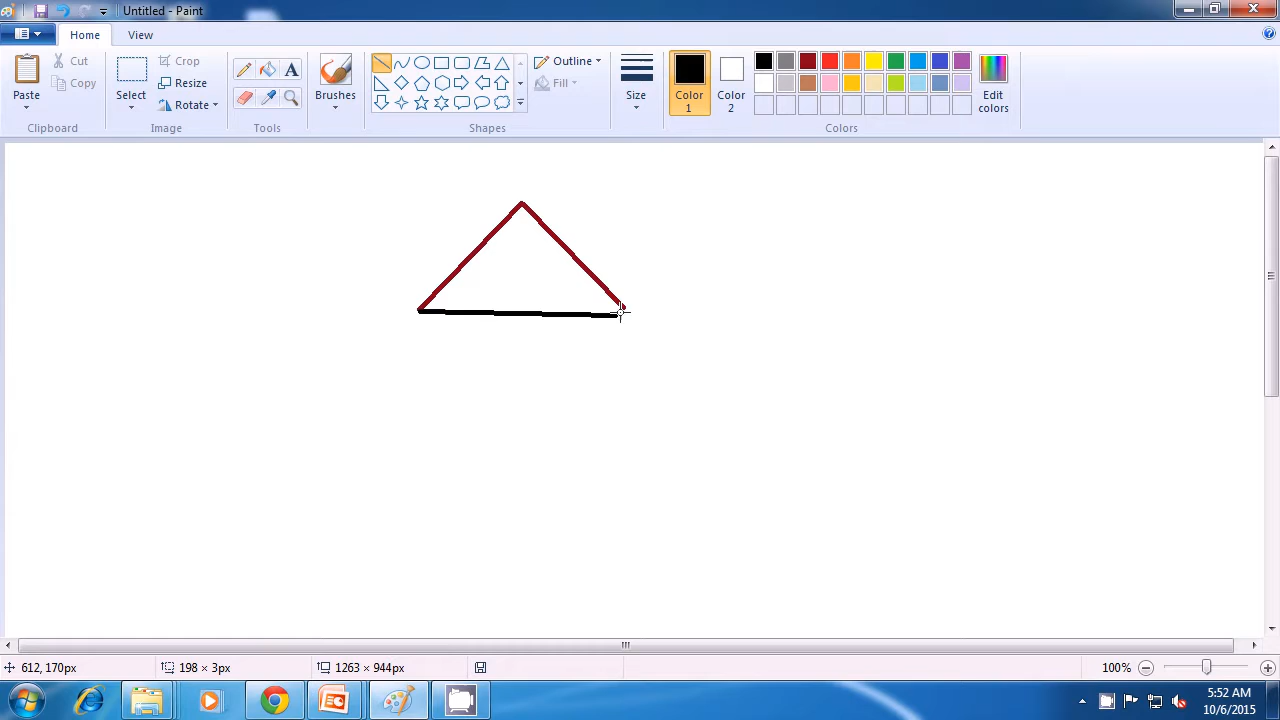 Untitled - Paint
Home
View
Paste
Cut
Copy
Clipboard
Select
Crop
Resize
Rotate
Image
A
Tools
Brushes
Outline
Fill
Shapes
Size
Color
1
Color
2
Edit
colors
Colors
612, 170px
198 × 3px
1263 × 944px
100%
5:52 AM
10/6/2015